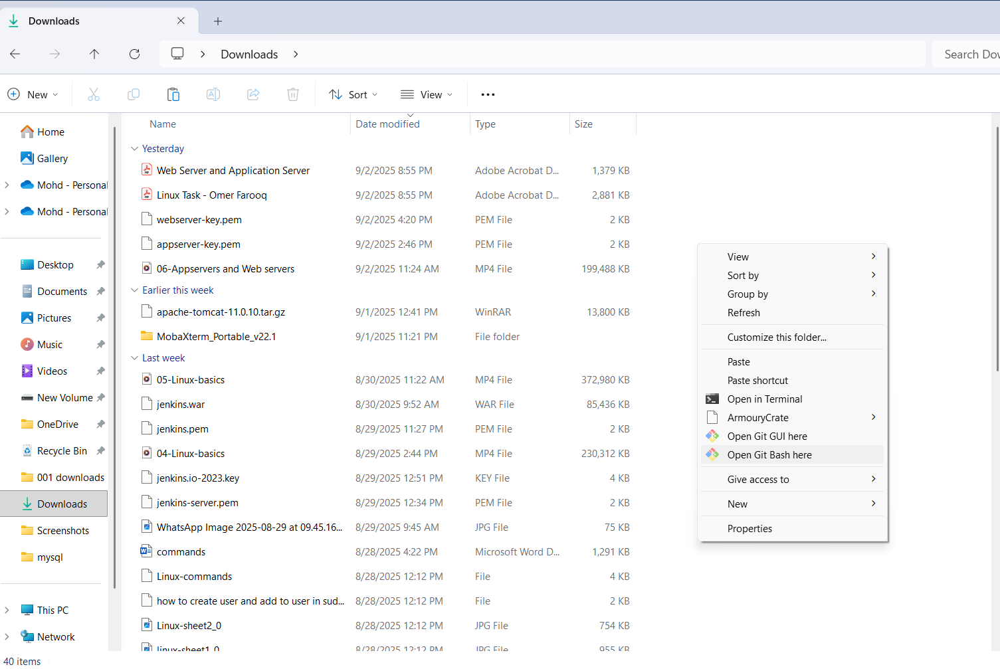 Downloads
Downloads
Search Dow
New
Sort
View
Name Date modified Type Size
Home
Gallery
Mohd - Personal
Mohd - Personal
Desktop
Documents
Pictures
Music
Videos
New Volume
OneDrive
Recycle Bin
001 downloads
Downloads
Screenshots
mysql
This PC
Network
Yesterday
Web Server and Application Server 9/2/2025 8:55 PM Adobe Acrobat D... 1,379 KB
Linux Task - Omer Farooq 9/2/2025 8:55 PM Adobe Acrobat D... 2,881 KB
webserver-key.pem 9/2/2025 4:20 PM PEM File 2 KB
appserver-key.pem 9/2/2025 2:46 PM PEM File 2 KB
06-Appservers and Web servers 9/2/2025 11:24 AM MP4 File 199,488 KB
Earlier this week
apache-tomcat-11.0.10.tar.gz 9/1/2025 12:41 PM WinRAR 13,800 KB
MobaXterm_Portable_v22.1 9/1/2025 11:21 PM File folder
Last week
05-Linux-basics 8/30/2025 11:22 AM MP4 File 372,980 KB
jenkins.war 8/30/2025 9:52 AM WAR File 85,436 KB
jenkins.pem 8/29/2025 11:27 PM PEM File 2 KB
04-Linux-basics 8/29/2025 2:44 PM MP4 File 230,312 KB
jenkins.io-2023.key 8/29/2025 12:51 PM KEY File 4 KB
jenkins-server.pem 8/29/2025 12:34 PM PEM File 2 KB
WhatsApp Image 2025-08-29 at 09.45.16... 8/29/2025 9:45 AM JPG File 75 KB
commands 8/28/2025 4:22 PM Microsoft Word D... 1,291 KB
Linux-commands 8/28/2025 12:12 PM File 4 KB
how to create user and add to user in sud... 8/28/2025 12:12 PM File 2 KB
Linux-sheet2_0 8/28/2025 12:12 PM JPG File 754 KB
linux-sheet1_0 8/28/2025 12:12 PM JPG File 955 KB
View
Sort by
Group by
Refresh
Customize this folder...
Paste
Paste shortcut
Open in Terminal
ArmouryCrate
Open Git GUI here
Open Git Bash here
Give access to
New
Properties
40 items